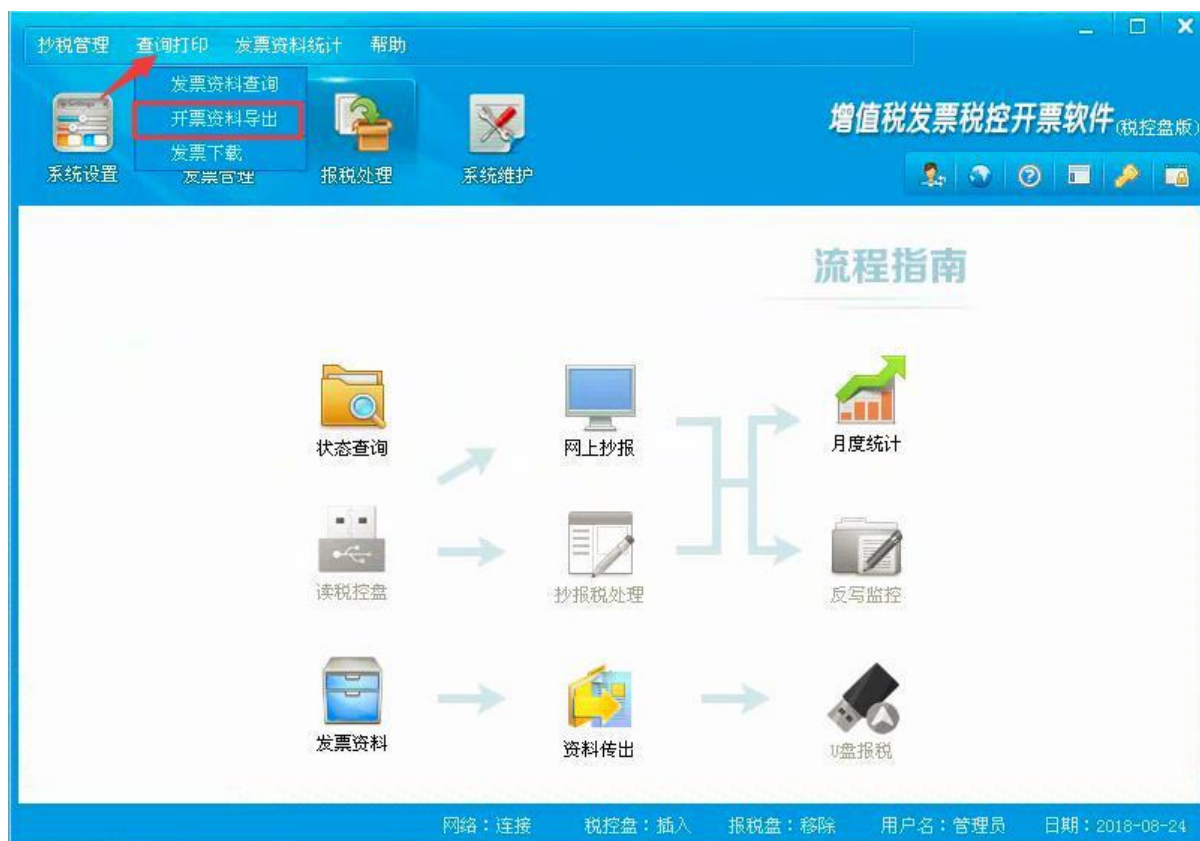 抄税管理 查询打印 发票资料统计 帮助
发票资料查询
开票资料导出
发票下载
系统设置 发票管理 报税处理 系统维护
增值税发票税控开票软件(税控盘版)
流程指南
状态查询 网上抄报 月度统计
读税控盘 抄报税处理 反写监控
发票资料 资料传出 U盘报税
网络：连接 税控盘：插入 报税盘：移除 用户名：管理员 日期：2018-08-24